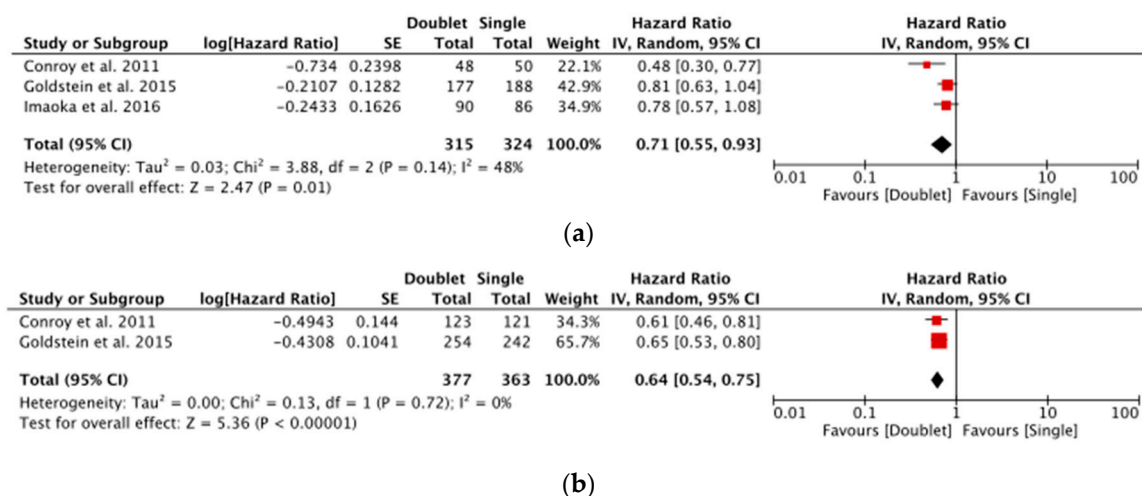 Doublet Single Hazard Ratio Hazard Ratio
Study or Subgroup log[Hazard Ratio] SE Total Total Weight IV, Random, 95% CI IV, Random, 95% CI
Conroy et al. 2011 -0.734 0.2398 48 50 22.1% 0.48 [0.30, 0.77]
Goldstein et al. 2015 -0.2107 0.1282 177 188 42.9% 0.81 [0.63, 1.04]
Imaoka et al. 2016 -0.2433 0.1626 90 86 34.9% 0.78 [0.57, 1.08]
Total (95% CI) 315 324 100.0% 0.71 [0.55, 0.93]
Heterogeneity: Tau² = 0.03; Chi² = 3.88, df = 2 (P = 0.14); I² = 48%
Test for overall effect: Z = 2.47 (P = 0.01)
0.01 0.1 1 10 100
Favours [Doublet] Favours [Single]
(a)
Doublet Single Hazard Ratio Hazard Ratio
Study or Subgroup log[Hazard Ratio] SE Total Total Weight IV, Random, 95% CI IV, Random, 95% CI
Conroy et al. 2011 -0.4943 0.144 123 121 34.3% 0.61 [0.46, 0.81]
Goldstein et al. 2015 -0.4308 0.1041 254 242 65.7% 0.65 [0.53, 0.80]
Total (95% CI) 377 363 100.0% 0.64 [0.54, 0.75]
Heterogeneity: Tau² = 0.00; Chi² = 0.13, df = 1 (P = 0.72); I² = 0%
Test for overall effect: Z = 5.36 (P < 0.00001)
0.01 0.1 1 10 100
Favours [Doublet] Favours [Single]
(b)